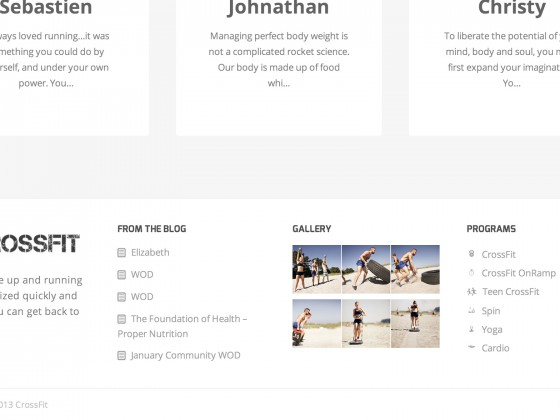 Sebastien
Johnathan
Christy
ways loved running...it was
mething you could do by
rself, and under your own
power. You...
Managing perfect body weight is
not a complicated rocket science.
Our body is made up of food
whi...
To liberate the potential of
mind, body and soul, you
first expand your imaginat
Yo...
ROSSFIT
e up and running
ized quickly and
u can get back to
FROM THE BLOG
Elizabeth
WOD
WOD
The Foundation of Health –
Proper Nutrition
January Community WOD
GALLERY
PROGRAMS
CrossFit
CrossFit OnRamp
Teen CrossFit
Spin
Yoga
Cardio
013 CrossFit